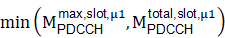 min (M_PDCCH^max,slot,μ1, M_PDCCH^total,slot,μ1)